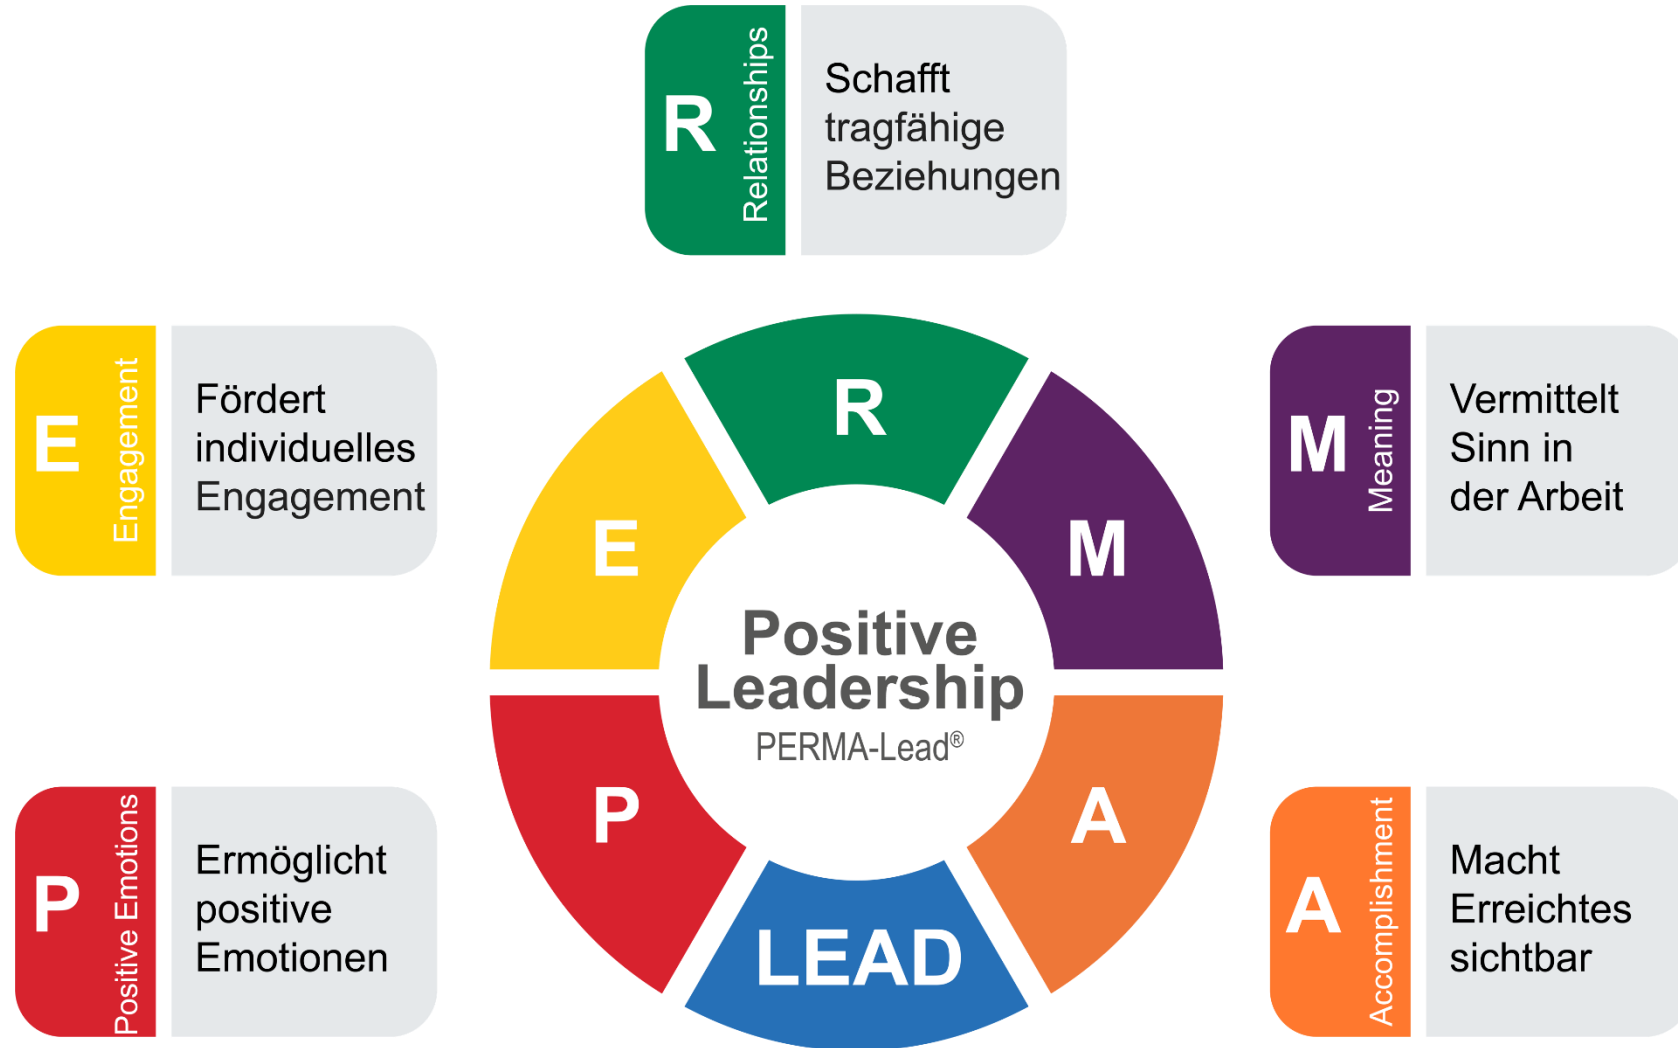 R
Relationships
Schafft
tragfähige
Beziehungen
E
Engagement
Fördert
individuelles
Engagement
M
Meaning
Vermittelt
Sinn in
der Arbeit
R
E
M
Positive
Leadership
PERMA-Lead®
P
A
LEAD
P
Positive Emotions
Ermöglicht
positive
Emotionen
A
Accomplishment
Macht
Erreichtes
sichtbar